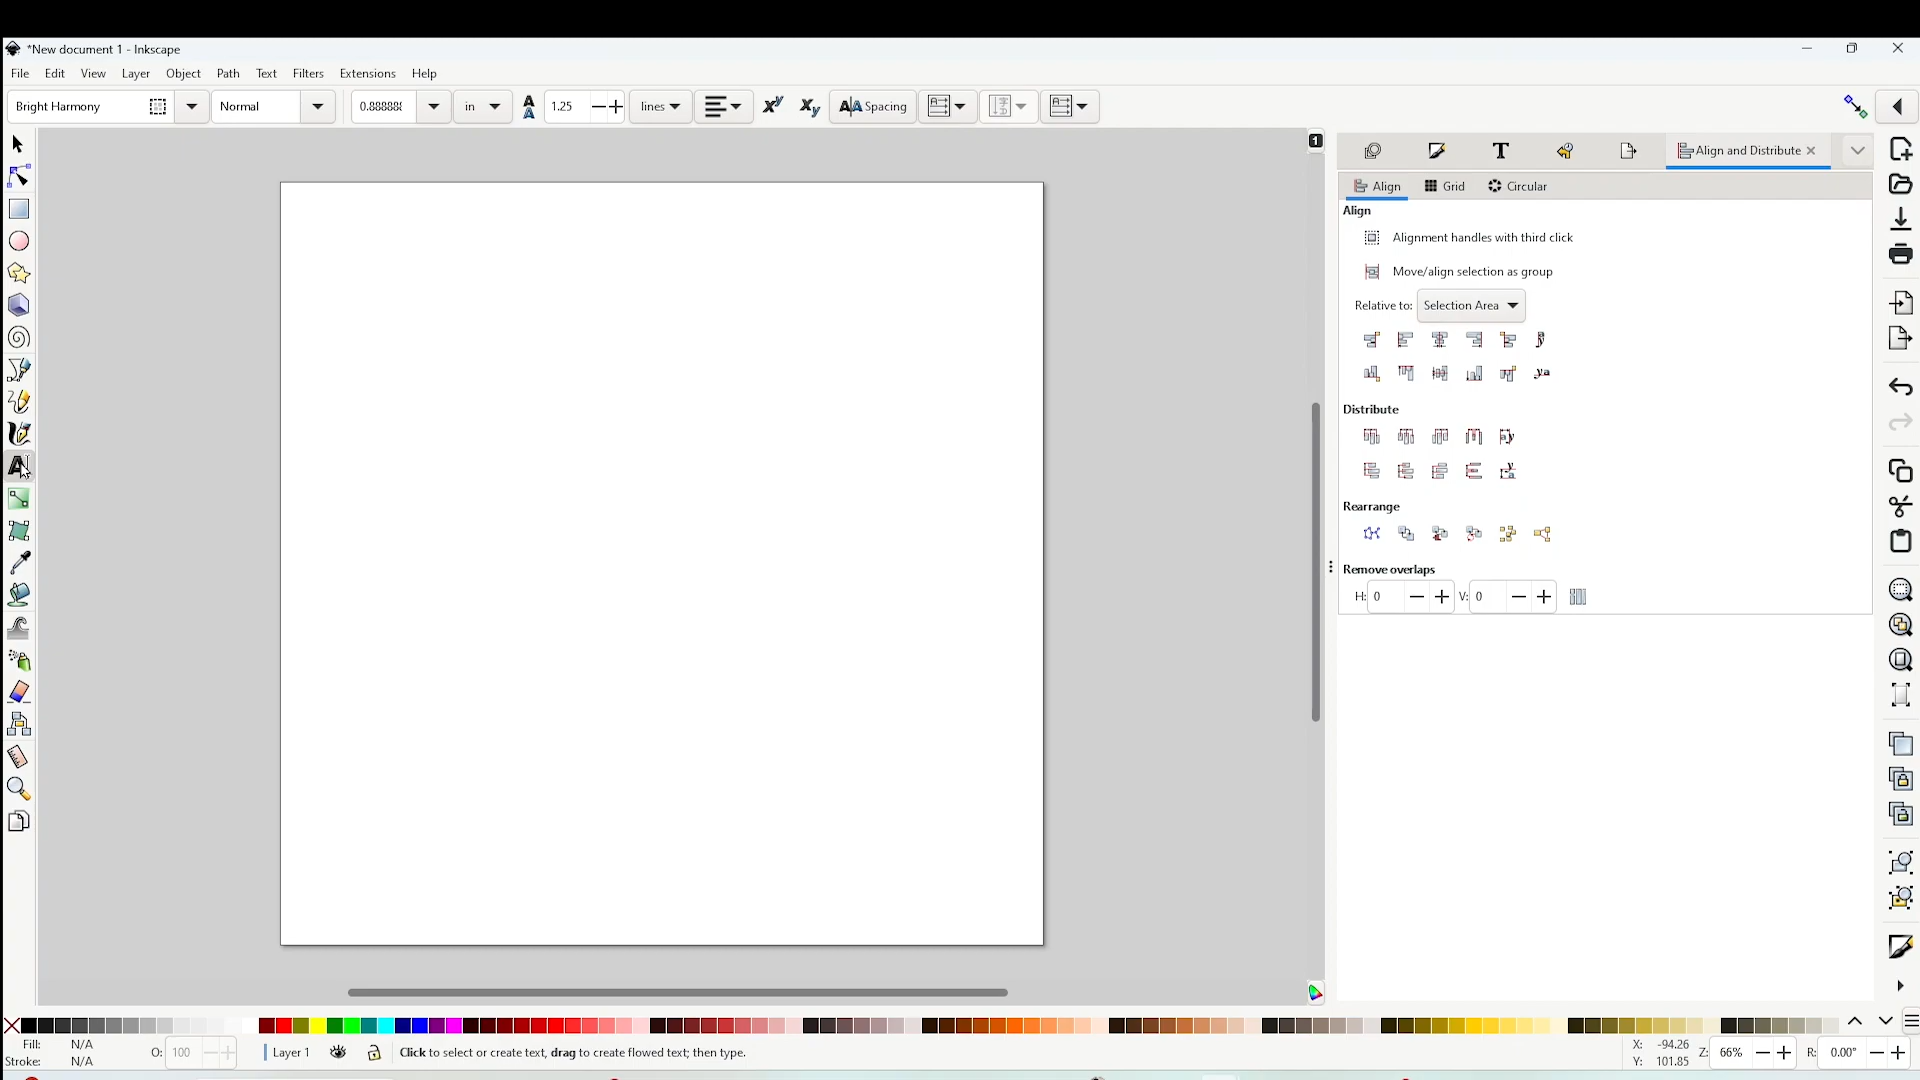 *New document 1 - Inkscape
File Edit View Layer Object Path Text Filters Extensions Help
Bright Harmony Normal 0.88888 in 1.25 lines Spacing
1
Align and Distribute
Align Grid Circular
Align
Alignment handles with third click
Move/align selection as group
Relative to: Selection Area
Distribute
Rearrange
Remove overlaps
H: 0 V: 0
Fill: N/A
Stroke: N/A
O: 100
Layer 1
Click to select or create text, drag to create flowed text; then type.
X: -94.26
Y: 101.85
Z: 66%
R: 0.00°